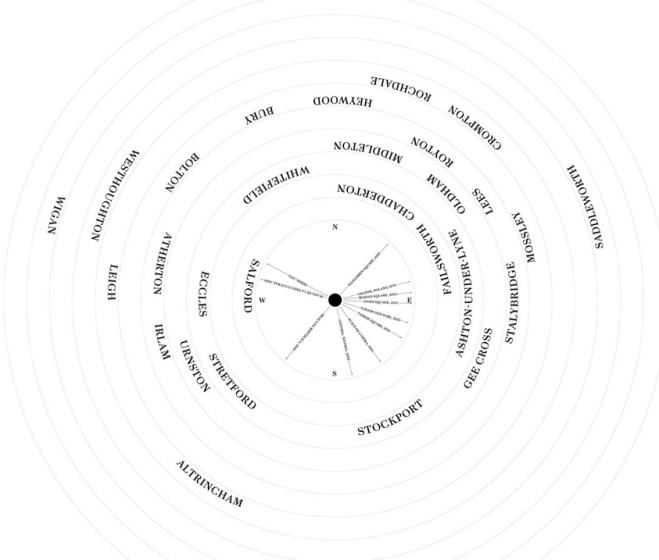 ROCHDALE
HEYWOOD
CROMPTON
BURY
ROYTON
MIDDLETON
WESTHOUGHTON
BOLTON
WHITEFIELD
OLDHAM
LEES
CHADDERTON
SADDLEWORTH
WIGAN
MOSSLEY
FAILSWORTH
N
ATHERTON
ASHTON-UNDER-LYNE
LEIGH
ECCLES
SALFORD
W
E
STALYBRIDGE
IRLAM
URNSTON
GEE CROSS
STRETFORD
S
STOCKPORT
ALTRINCHAM